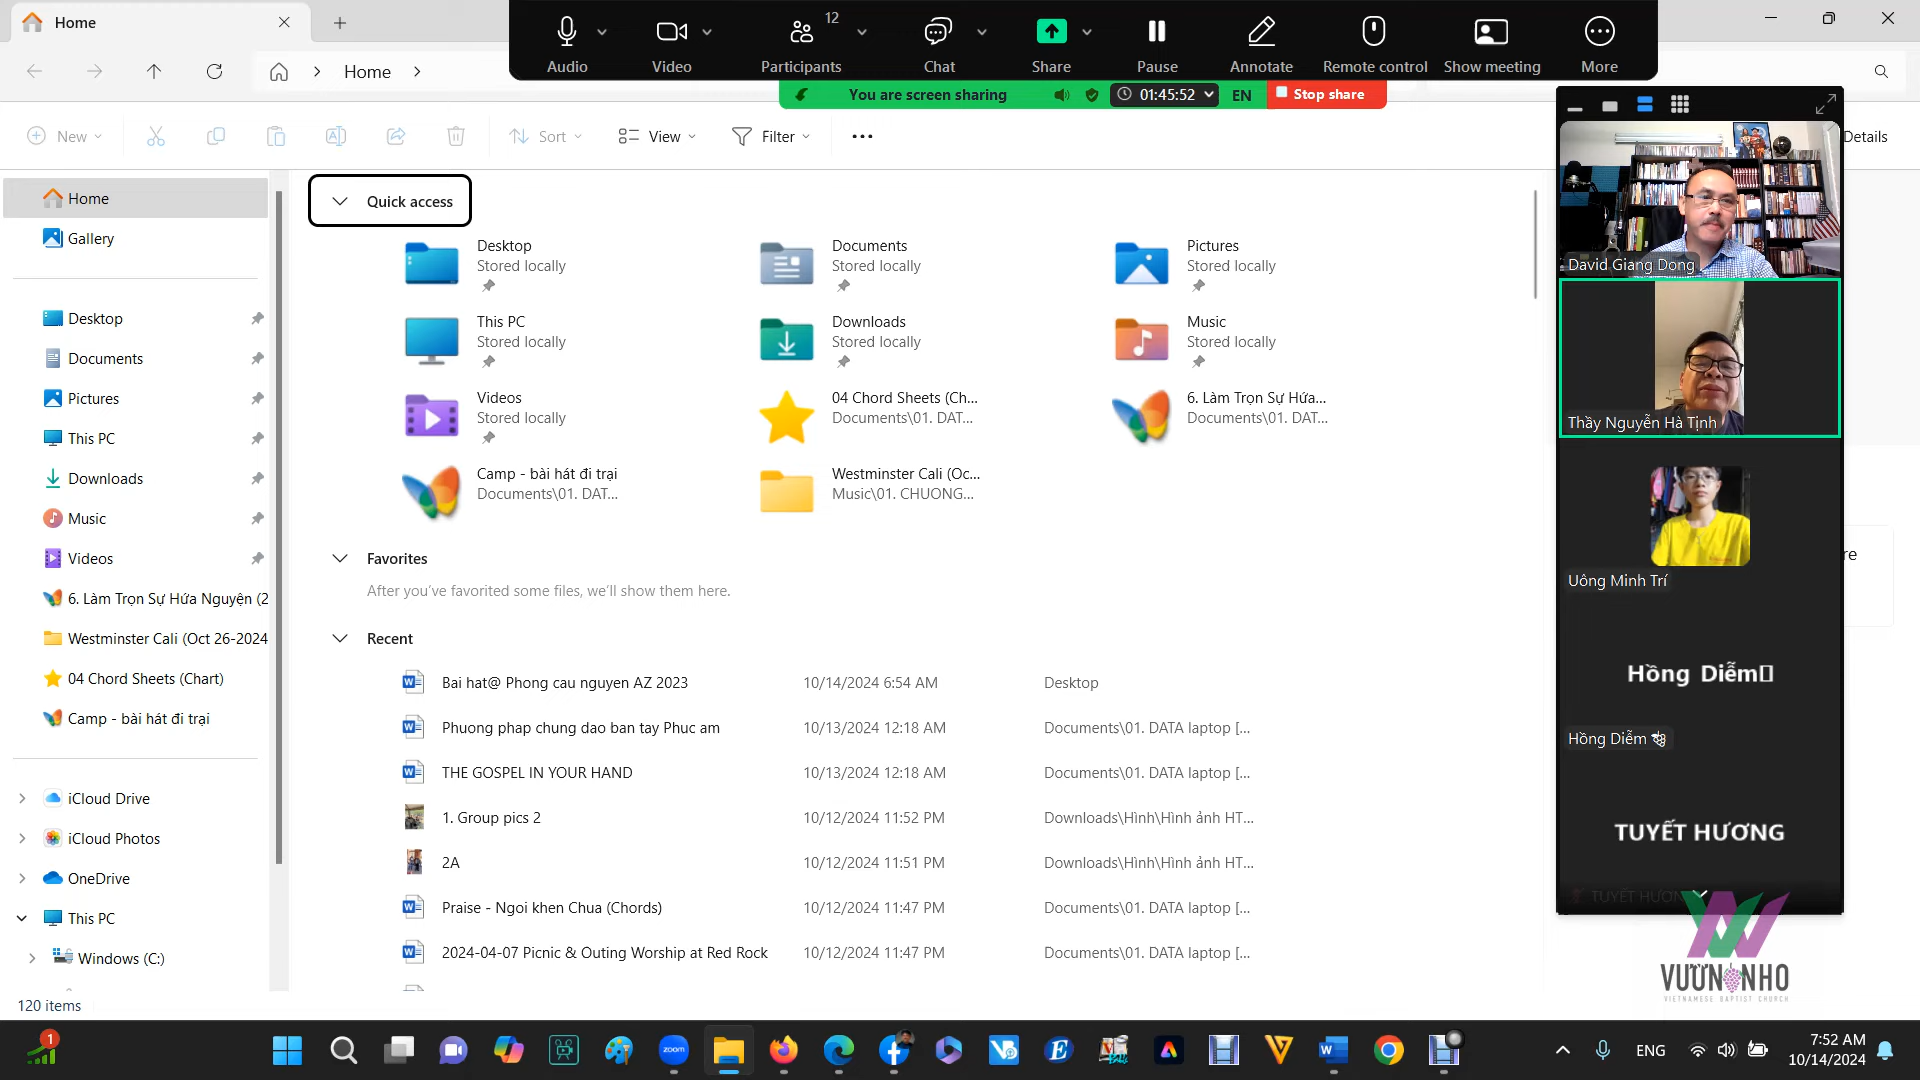 Home
12
Audio
Video
Participants
Chat
Share
Pause
Annotate
Remote control
Show meeting
More
Home
You are screen sharing
01:45:52
EN
Stop share
New
Sort
View
Filter
Details
Home
Gallery
Desktop
Documents
Pictures
This PC
Downloads
Music
Videos
6. Làm Trọn Sự Hứa Nguyện (2
Westminster Cali (Oct 26-2024
04 Chord Sheets (Chart)
Camp - bài hát đi trại
iCloud Drive
iCloud Photos
OneDrive
This PC
Windows (C:)
120 items
Quick access
Desktop
Stored locally
Documents
Stored locally
Pictures
Stored locally
This PC
Stored locally
Downloads
Stored locally
Music
Stored locally
Videos
Stored locally
04 Chord Sheets (Ch...
Documents\01. DAT...
6. Làm Trọn Sự Hứa...
Documents\01. DAT...
Camp - bài hát đi trại
Documents\01. DAT...
Westminster Cali (Oc...
Music\01. CHUONG...
Favorites
After you've favorited some files, we'll show them here.
Recent
Bai hat@ Phong cau nguyen AZ 2023 10/14/2024 6:54 AM Desktop
Phuong phap chung dao ban tay Phuc am 10/13/2024 12:18 AM Documents\01. DATA laptop [...
THE GOSPEL IN YOUR HAND 10/13/2024 12:18 AM Documents\01. DATA laptop [...
1. Group pics 2 10/12/2024 11:52 PM Downloads\Hình\Hình ảnh HT...
2A 10/12/2024 11:51 PM Downloads\Hình\Hình ảnh HT...
Praise - Ngoi khen Chua (Chords) 10/12/2024 11:47 PM Documents\01. DATA laptop [...
2024-04-07 Picnic & Outing Worship at Red Rock 10/12/2024 11:47 PM Documents\01. DATA laptop [...
David Giang Dong
Thầy Nguyễn Hà Tịnh
Uông Minh Trí
re
Hồng Diễm
Hồng Diễm
TUYẾT HƯƠNG
TUYẾT HƯƠN
VƯỜN NHO
VIETNAMESE BAPTIST CHURCH
1
zoom
ENG
7:52 AM
10/14/2024